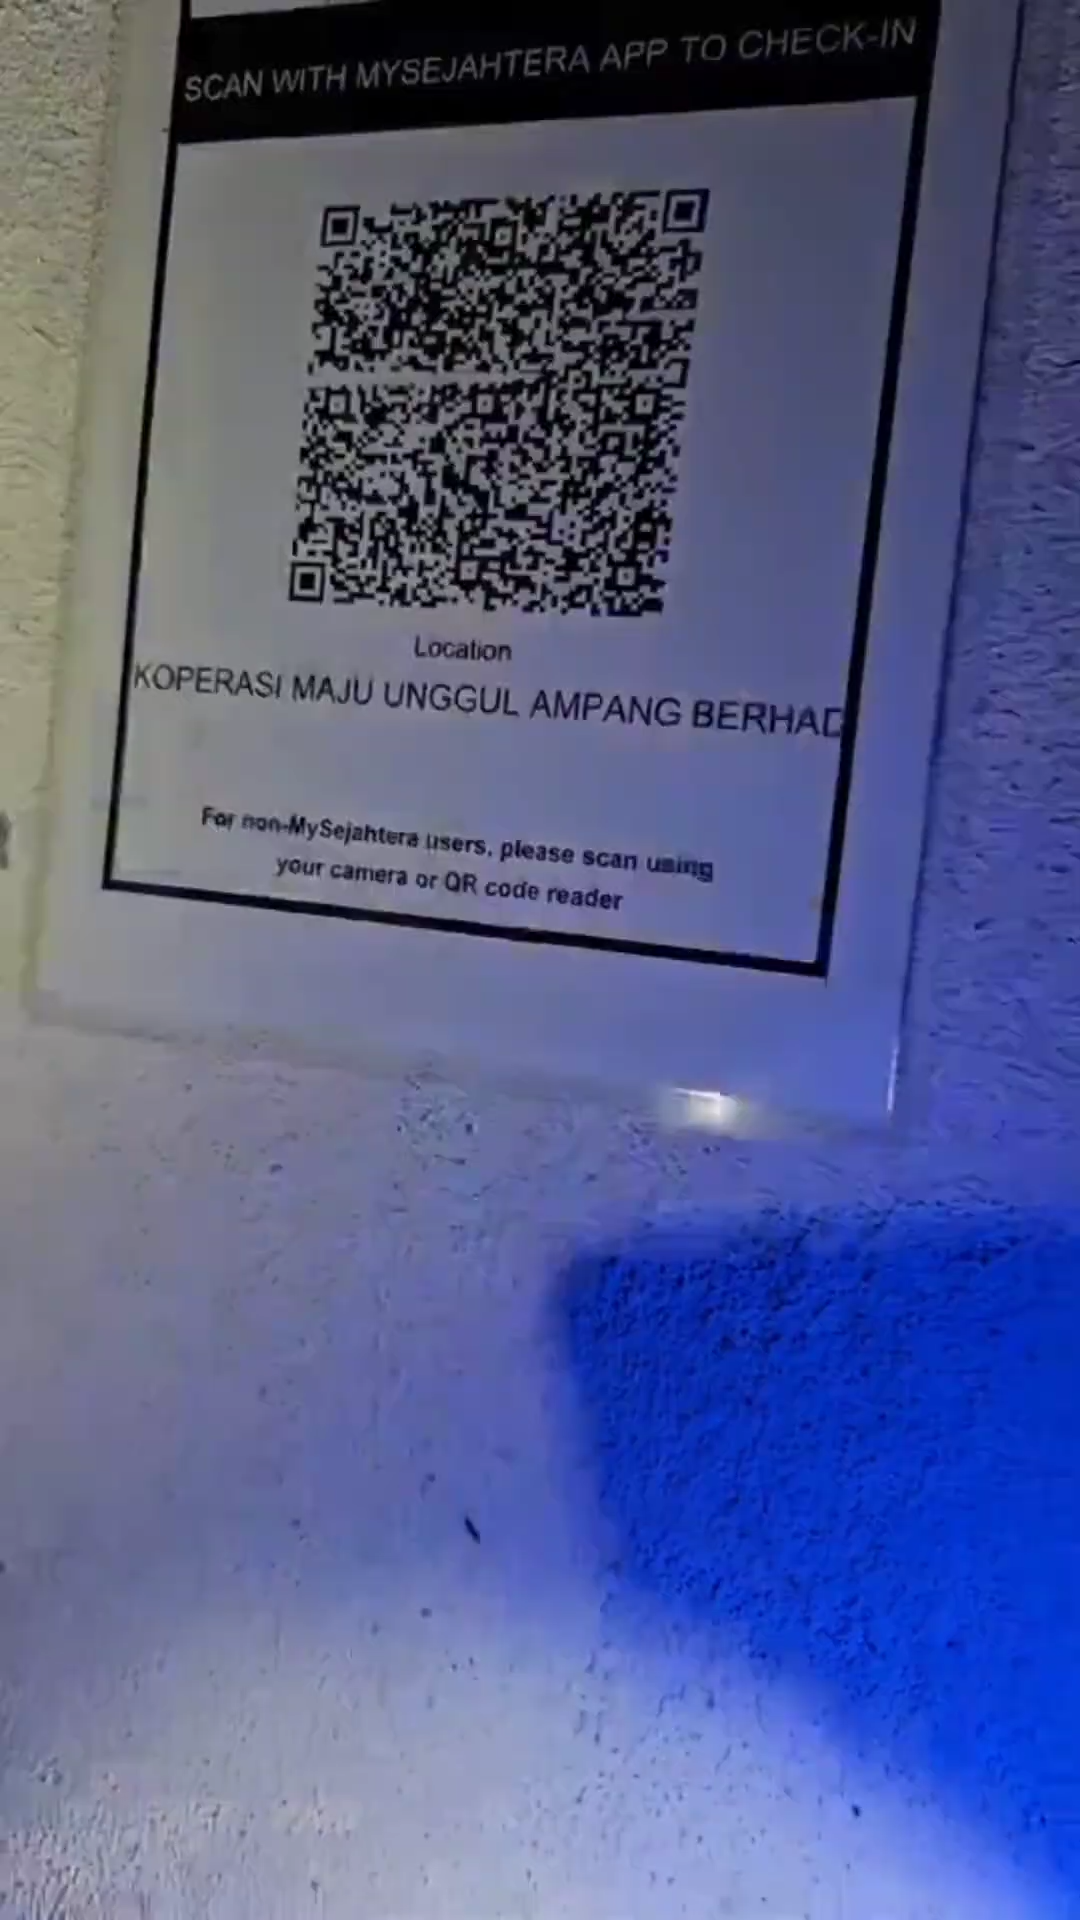 SCAN WITH MYSEJAHTERA APP TO CHECK-IN
Location
KOPERASI MAJU UNGGUL AMPANG BERHAD
For non-MySejahtera users, please scan using
your camera or QR code reader